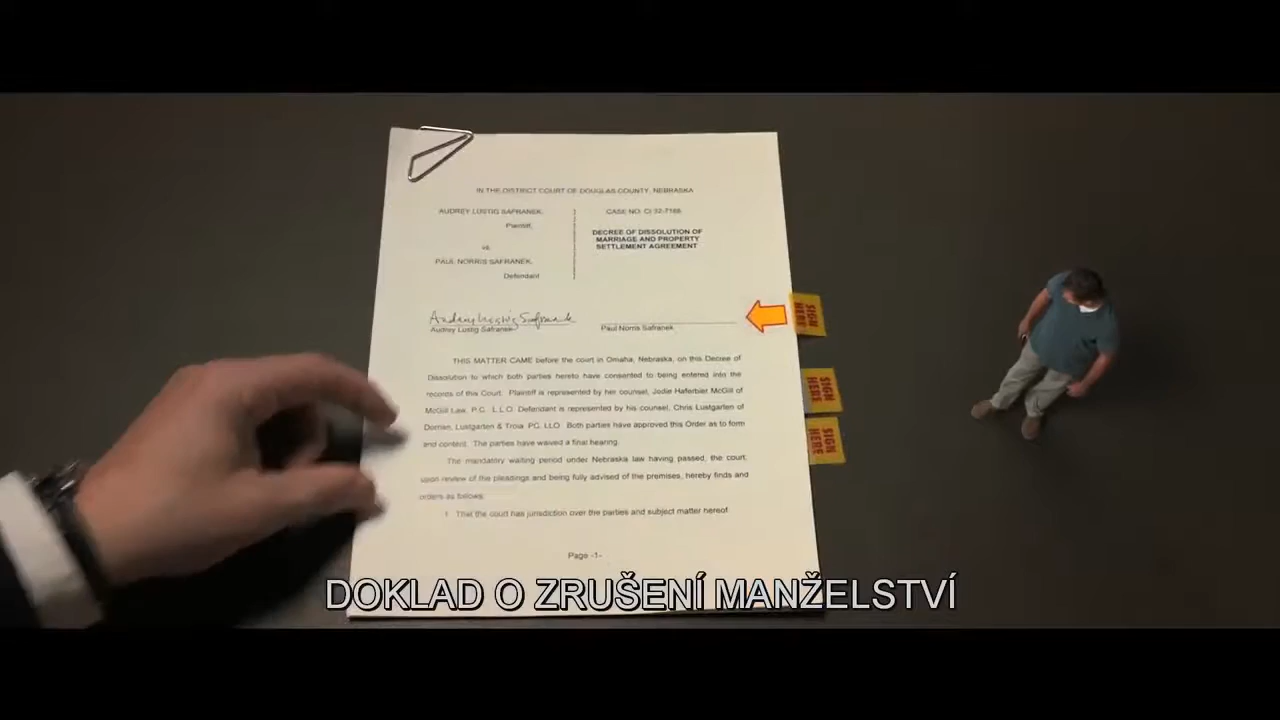 IN THE DISTRICT COURT OF DOUGLAS COUNTY, NEBRASKA
AUDREY LUSTIG SAFRANEK,
Plaintiff,
vs.
PAUL NORRIS SAFRANEK,
Defendant
CASE NO. CI 32-7188
DECREE OF DISSOLUTION OF
MARRIAGE AND PROPERTY
SETTLEMENT AGREEMENT
Audrey Lustig Safranek
Audrey Lustig Safranek
Paul Norris Safranek
SIGN HERE
SIGN HERE
SIGN HERE
THIS MATTER CAME before the court in Omaha, Nebraska, on this Decree of
Dissolution to which both parties hereto have consented to being entered into the
records of this Court. Plaintiff is represented by her counsel, Jodie Haferbier McGill of
McGill Law, P.C. L.L.O. Defendant is represented by his counsel, Chris Lustgarten of
Dornan, Lustgarten & Troia PC, LLO. Both parties have approved this Order as to form
and content. The parties have waived a final hearing.
The mandatory waiting period under Nebraska law having passed, the court,
upon review of the pleadings and being fully advised of the premises, hereby finds and
orders as follows:
1. That the court has jurisdiction over the parties and subject matter hereof
Page -1-
DOKLAD O ZRUŠENÍ MANŽELSTVÍ